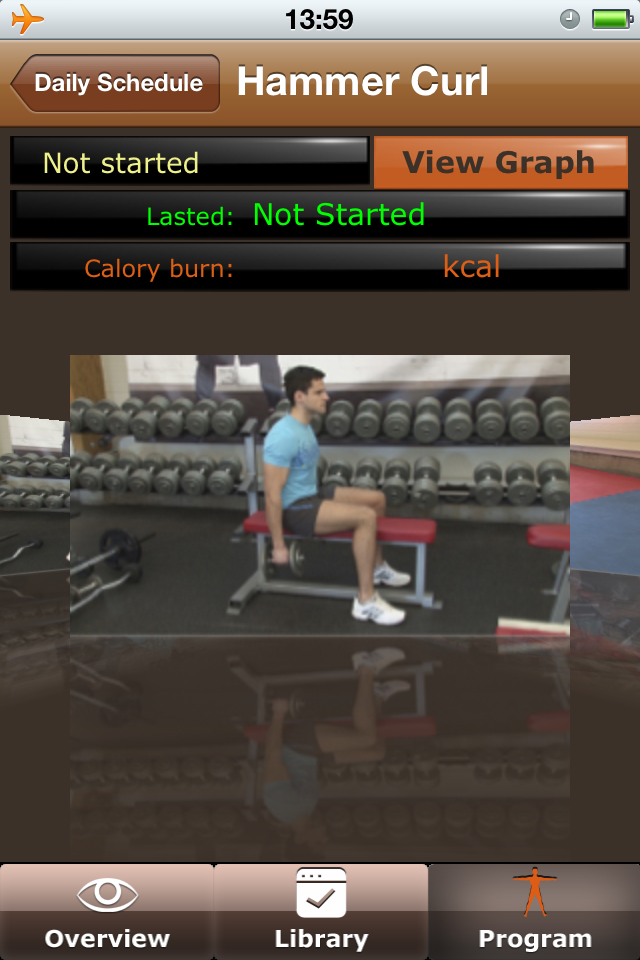 13:59
Daily Schedule
Hammer Curl
Not started
View Graph
Lasted: Not Started
Calory burn: kcal
Overview
Library
Program